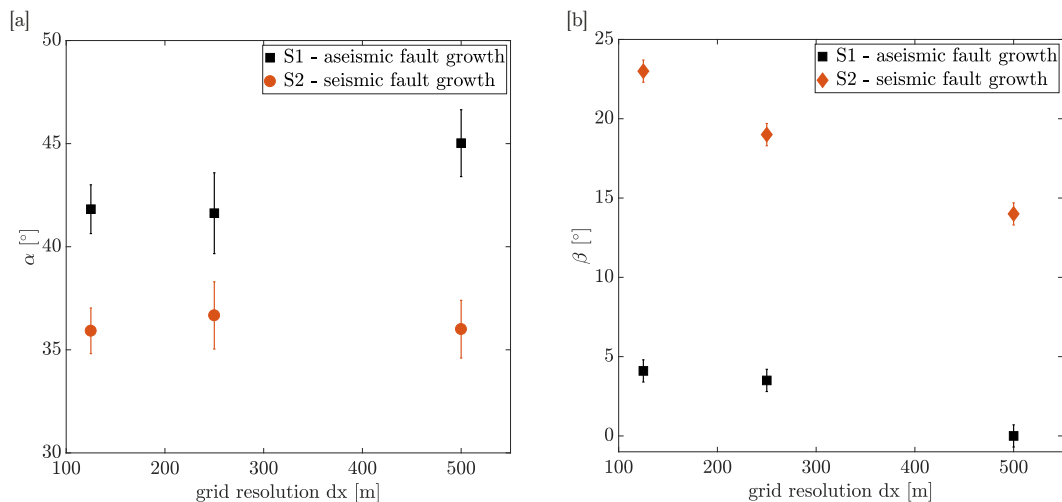 [a]
50
45
40
35
30
α [°]
S1 - aseismic fault growth
S2 - seismic fault growth
100 200 300 400 500
grid resolution dx [m]
[b]
25
20
15
10
5
0
β [°]
S1 - aseismic fault growth
S2 - seismic fault growth
100 200 300 400 500
grid resolution dx [m]